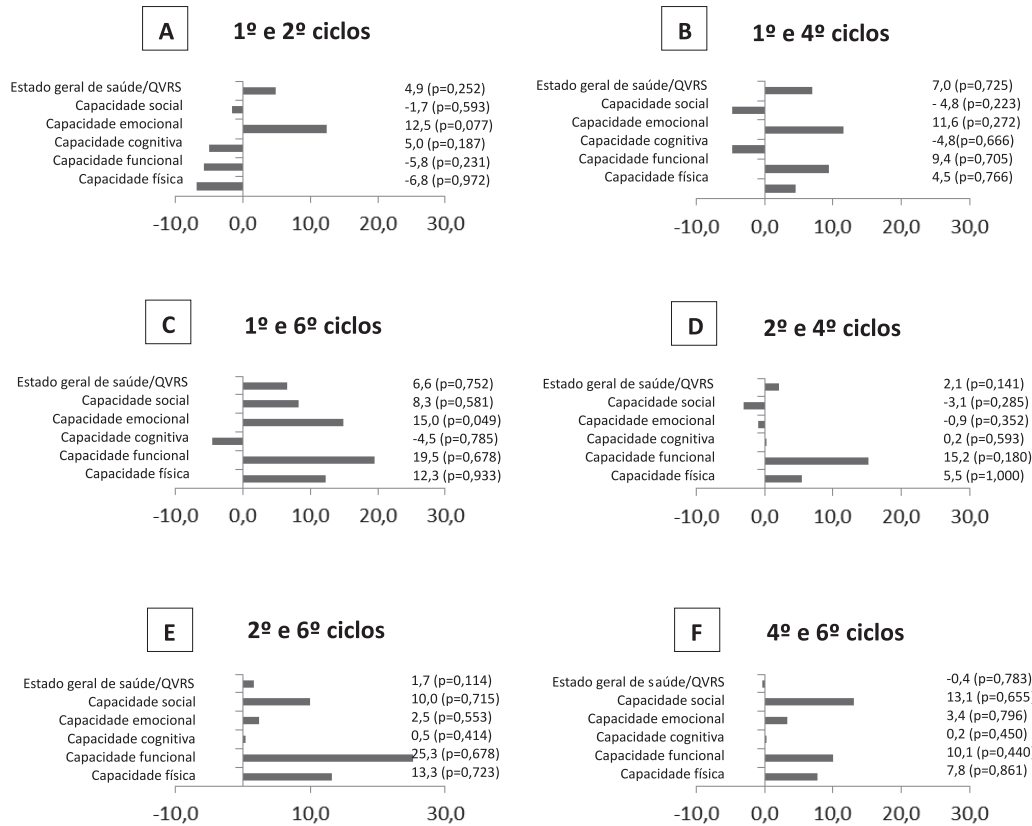 A 1º e 2º ciclos
Estado geral de saúde/QVRS 4,9 (p=0,252)
Capacidade social -1,7 (p=0,593)
Capacidade emocional 12,5 (p=0,077)
Capacidade cognitiva 5,0 (p=0,187)
Capacidade funcional -5,8 (p=0,231)
Capacidade física -6,8 (p=0,972)
-10,0 0,0 10,0 20,0 30,0
B 1º e 4º ciclos
Estado geral de saúde/QVRS 7,0 (p=0,725)
Capacidade social - 4,8 (p=0,223)
Capacidade emocional 11,6 (p=0,272)
Capacidade cognitiva -4,8(p=0,666)
Capacidade funcional 9,4 (p=0,705)
Capacidade física 4,5 (p=0,766)
-10,0 0,0 10,0 20,0 30,0
C 1º e 6º ciclos
Estado geral de saúde/QVRS 6,6 (p=0,752)
Capacidade social 8,3 (p=0,581)
Capacidade emocional 15,0 (p=0,049)
Capacidade cognitiva -4,5 (p=0,785)
Capacidade funcional 19,5 (p=0,678)
Capacidade física 12,3 (p=0,933)
-10,0 0,0 10,0 20,0 30,0
D 2º e 4º ciclos
Estado geral de saúde/QVRS 2,1 (p=0,141)
Capacidade social -3,1 (p=0,285)
Capacidade emocional -0,9 (p=0,352)
Capacidade cognitiva 0,2 (p=0,593)
Capacidade funcional 15,2 (p=0,180)
Capacidade física 5,5 (p=1,000)
-10,0 0,0 10,0 20,0 30,0
E 2º e 6º ciclos
Estado geral de saúde/QVRS 1,7 (p=0,114)
Capacidade social 10,0 (p=0,715)
Capacidade emocional 2,5 (p=0,553)
Capacidade cognitiva 0,5 (p=0,414)
Capacidade funcional 25,3 (p=0,678)
Capacidade física 13,3 (p=0,723)
-10,0 0,0 10,0 20,0 30,0
F 4º e 6º ciclos
Estado geral de saúde/QVRS -0,4 (p=0,783)
Capacidade social 13,1 (p=0,655)
Capacidade emocional 3,4 (p=0,796)
Capacidade cognitiva 0,2 (p=0,450)
Capacidade funcional 10,1 (p=0,440)
Capacidade física 7,8 (p=0,861)
-10,0 0,0 10,0 20,0 30,0